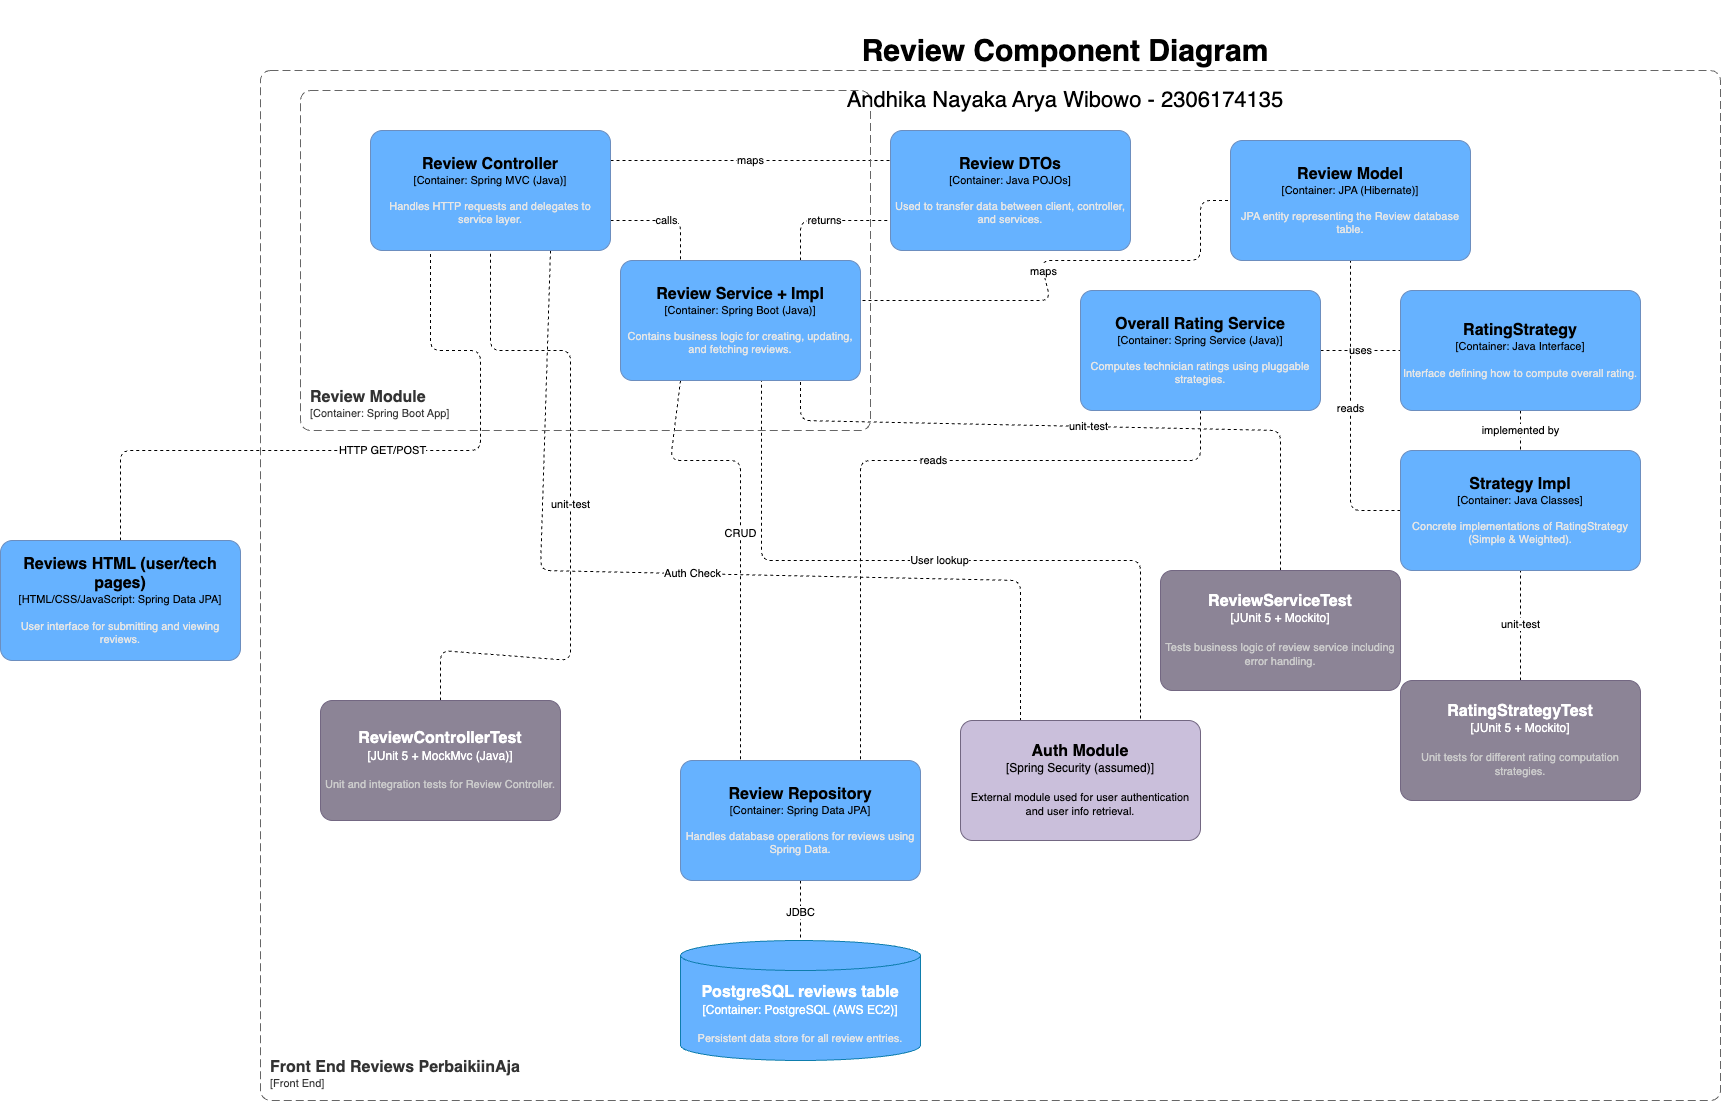 Review Component Diagram
Andhika Nayaka Arya Wibowo - 2306174135
Review Controller
[Container: Spring MVC (Java)]
Handles HTTP requests and delegates to
service layer.
maps
Review DTOs
[Container: Java POJOs]
Used to transfer data between client, controller,
and services.
Review Model
[Container: JPA (Hibernate)]
JPA entity representing the Review database
table.
calls
returns
maps
Review Service + Impl
[Container: Spring Boot (Java)]
Contains business logic for creating, updating,
and fetching reviews.
Overall Rating Service
[Container: Spring Service (Java)]
Computes technician ratings using pluggable
strategies.
uses
RatingStrategy
[Container: Java Interface]
Interface defining how to compute overall rating.
Review Module
[Container: Spring Boot App]
reads
unit-test
implemented by
HTTP GET/POST
reads
Strategy Impl
[Container: Java Classes]
Concrete implementations of RatingStrategy
(Simple & Weighted).
unit-test
CRUD
User lookup
Auth Check
Reviews HTML (user/tech
pages)
[HTML/CSS/JavaScript: Spring Data JPA]
User interface for submitting and viewing
reviews.
ReviewServiceTest
[JUnit 5 + Mockito]
Tests business logic of review service including
error handling.
unit-test
ReviewControllerTest
[JUnit 5 + MockMvc (Java)]
Unit and integration tests for Review Controller.
RatingStrategyTest
[JUnit 5 + Mockito]
Unit tests for different rating computation
strategies.
Auth Module
[Spring Security (assumed)]
External module used for user authentication
and user info retrieval.
Review Repository
[Container: Spring Data JPA]
Handles database operations for reviews using
Spring Data.
JDBC
PostgreSQL reviews table
[Container: PostgreSQL (AWS EC2)]
Persistent data store for all review entries.
Front End Reviews PerbaikiinAja
[Front End]